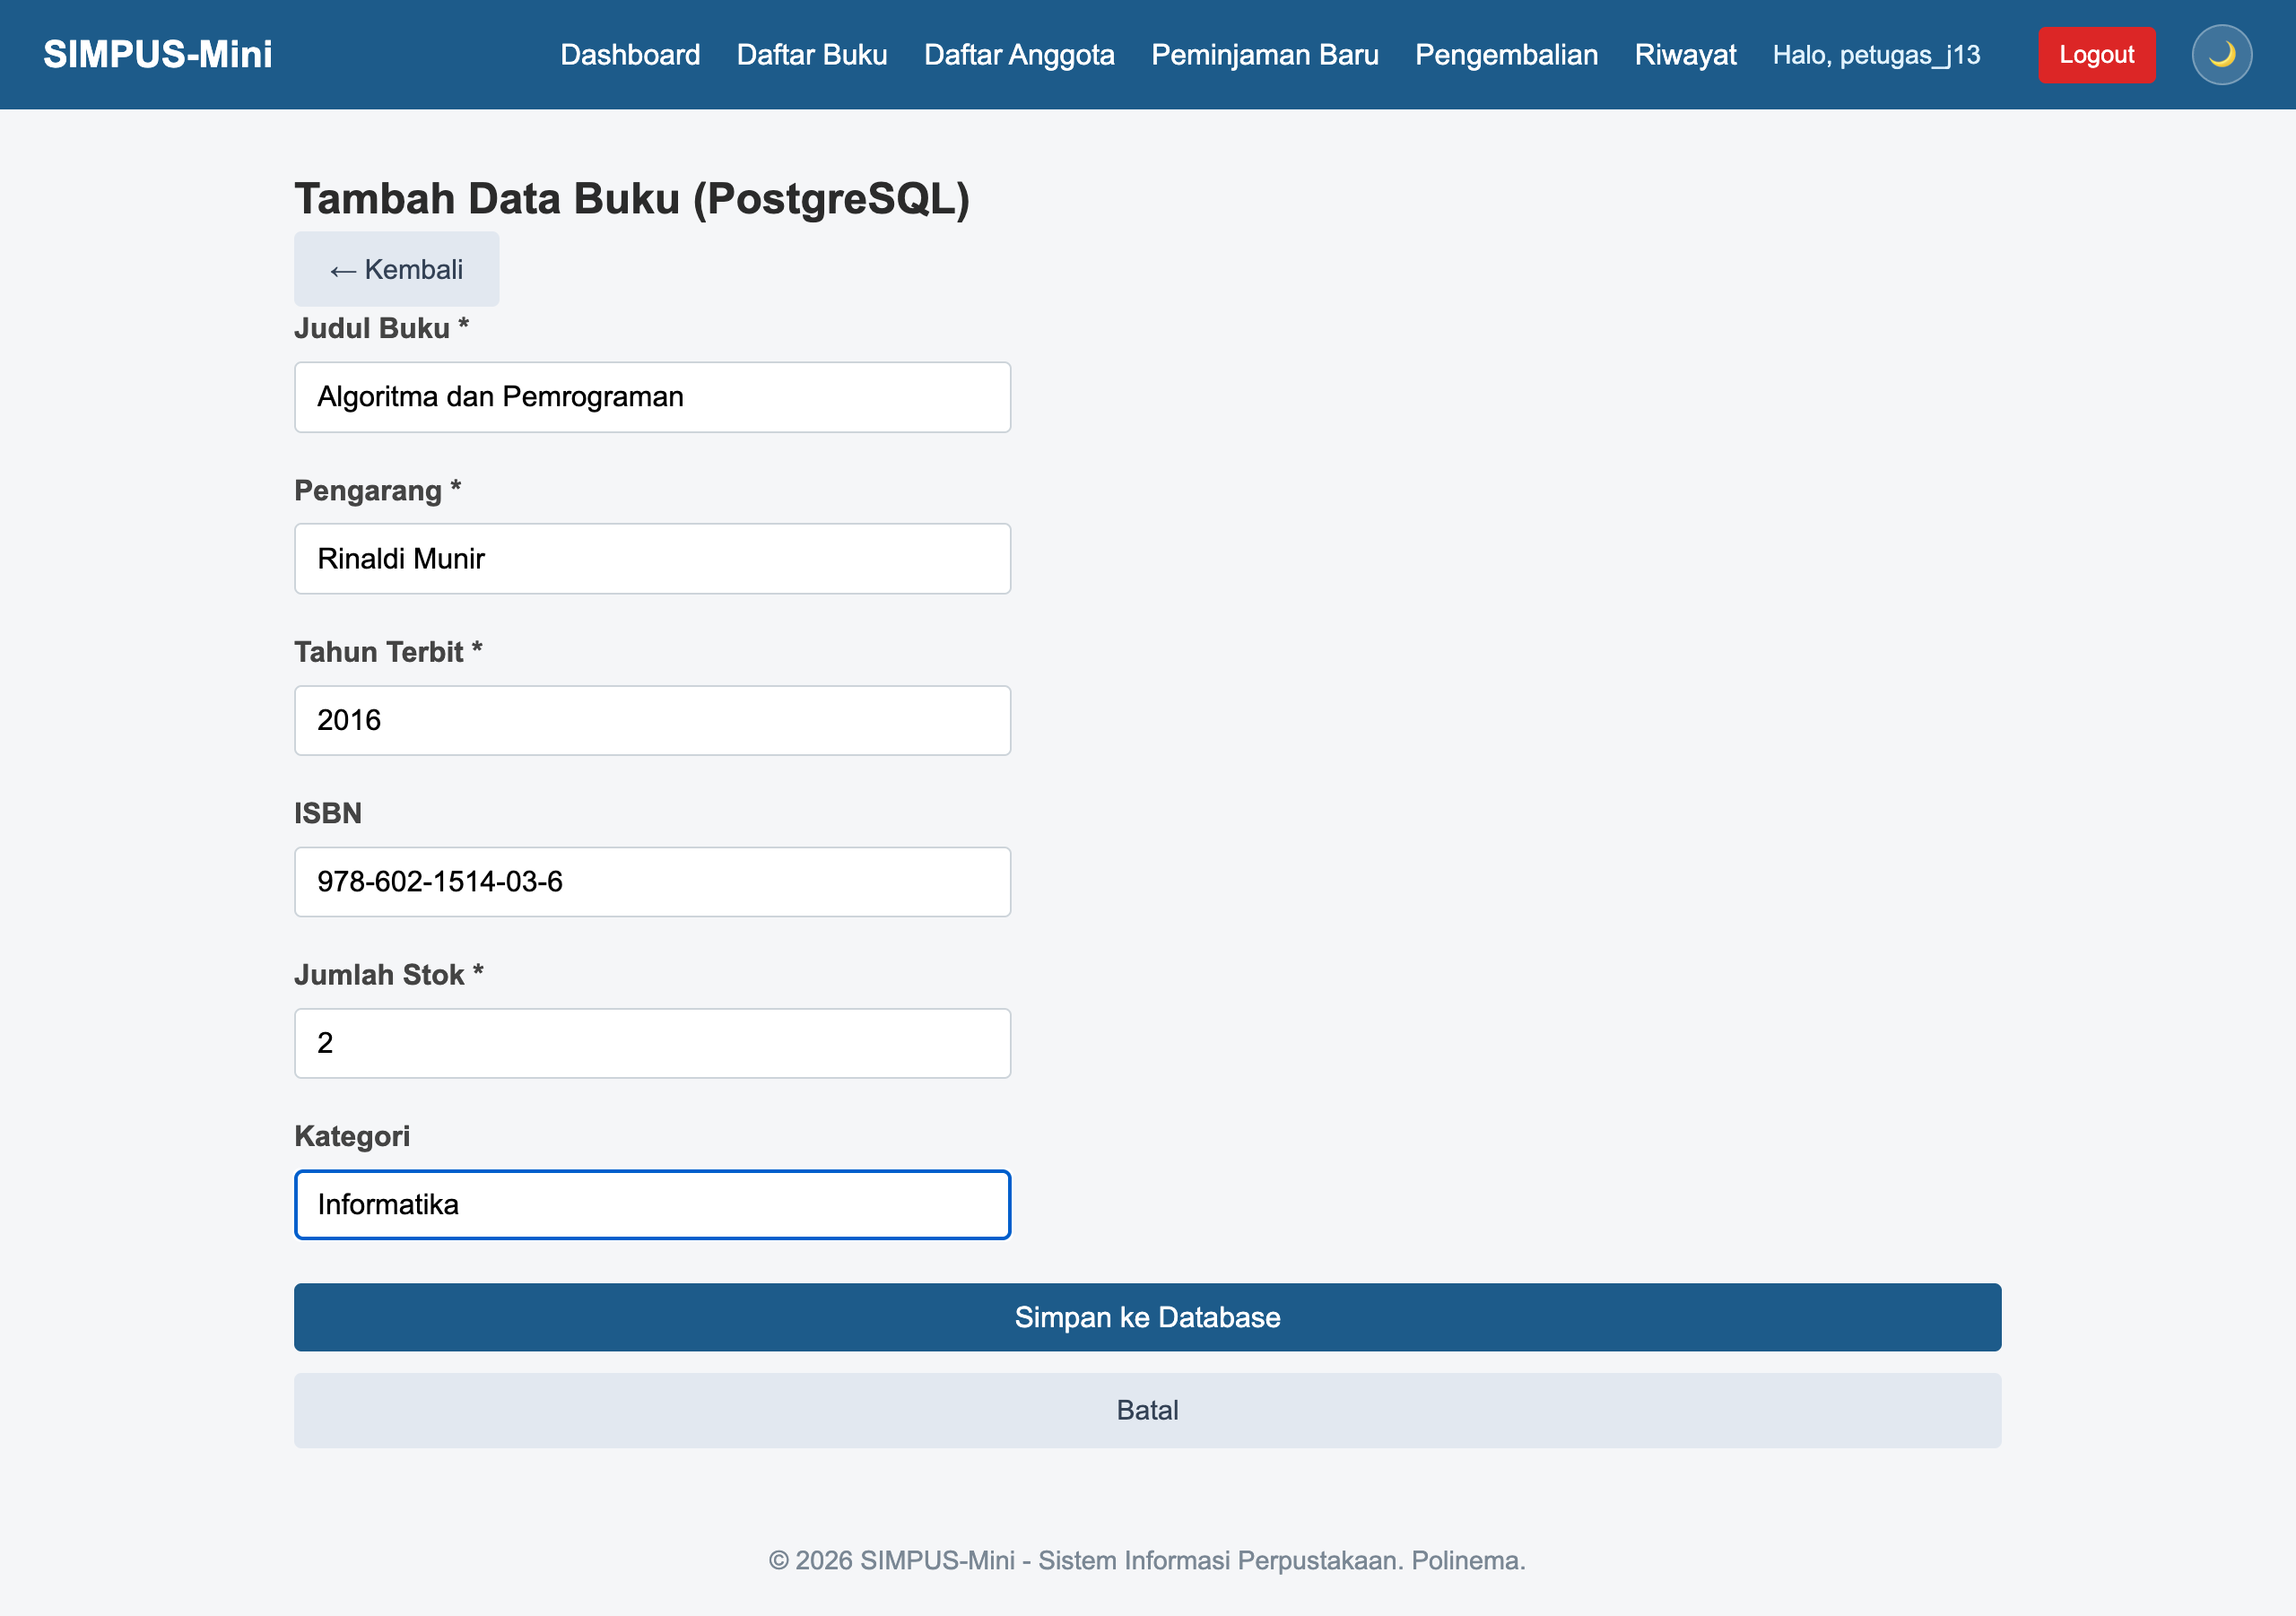 SIMPUS-Mini
Dashboard Daftar Buku Daftar Anggota Peminjaman Baru Pengembalian Riwayat Halo, petugas_j13 Logout
Tambah Data Buku (PostgreSQL)
← Kembali
Judul Buku *
Algoritma dan Pemrograman
Pengarang *
Rinaldi Munir
Tahun Terbit *
2016
ISBN
978-602-1514-03-6
Jumlah Stok *
2
Kategori
Informatika
Simpan ke Database
Batal
© 2026 SIMPUS-Mini - Sistem Informasi Perpustakaan. Polinema.